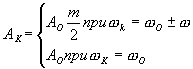 A_K = { A_O m/2 при ω_k = ω_O ± ω
A_O при ω_K = ω_O